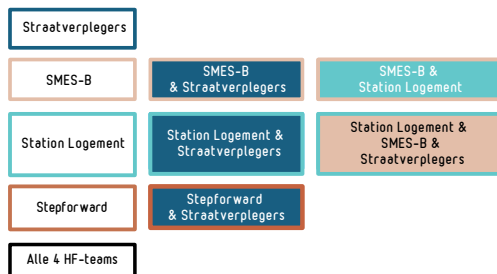 Straatverplegers
SMES-B
SMES-B
& Straatverplegers
SMES-B &
Station Logement
Station Logement
Station Logement &
Straatverplegers
Station Logement &
SMES-B &
Straatverplegers
Stepforward
Stepforward
& Straatverplegers
Alle 4 HF-teams